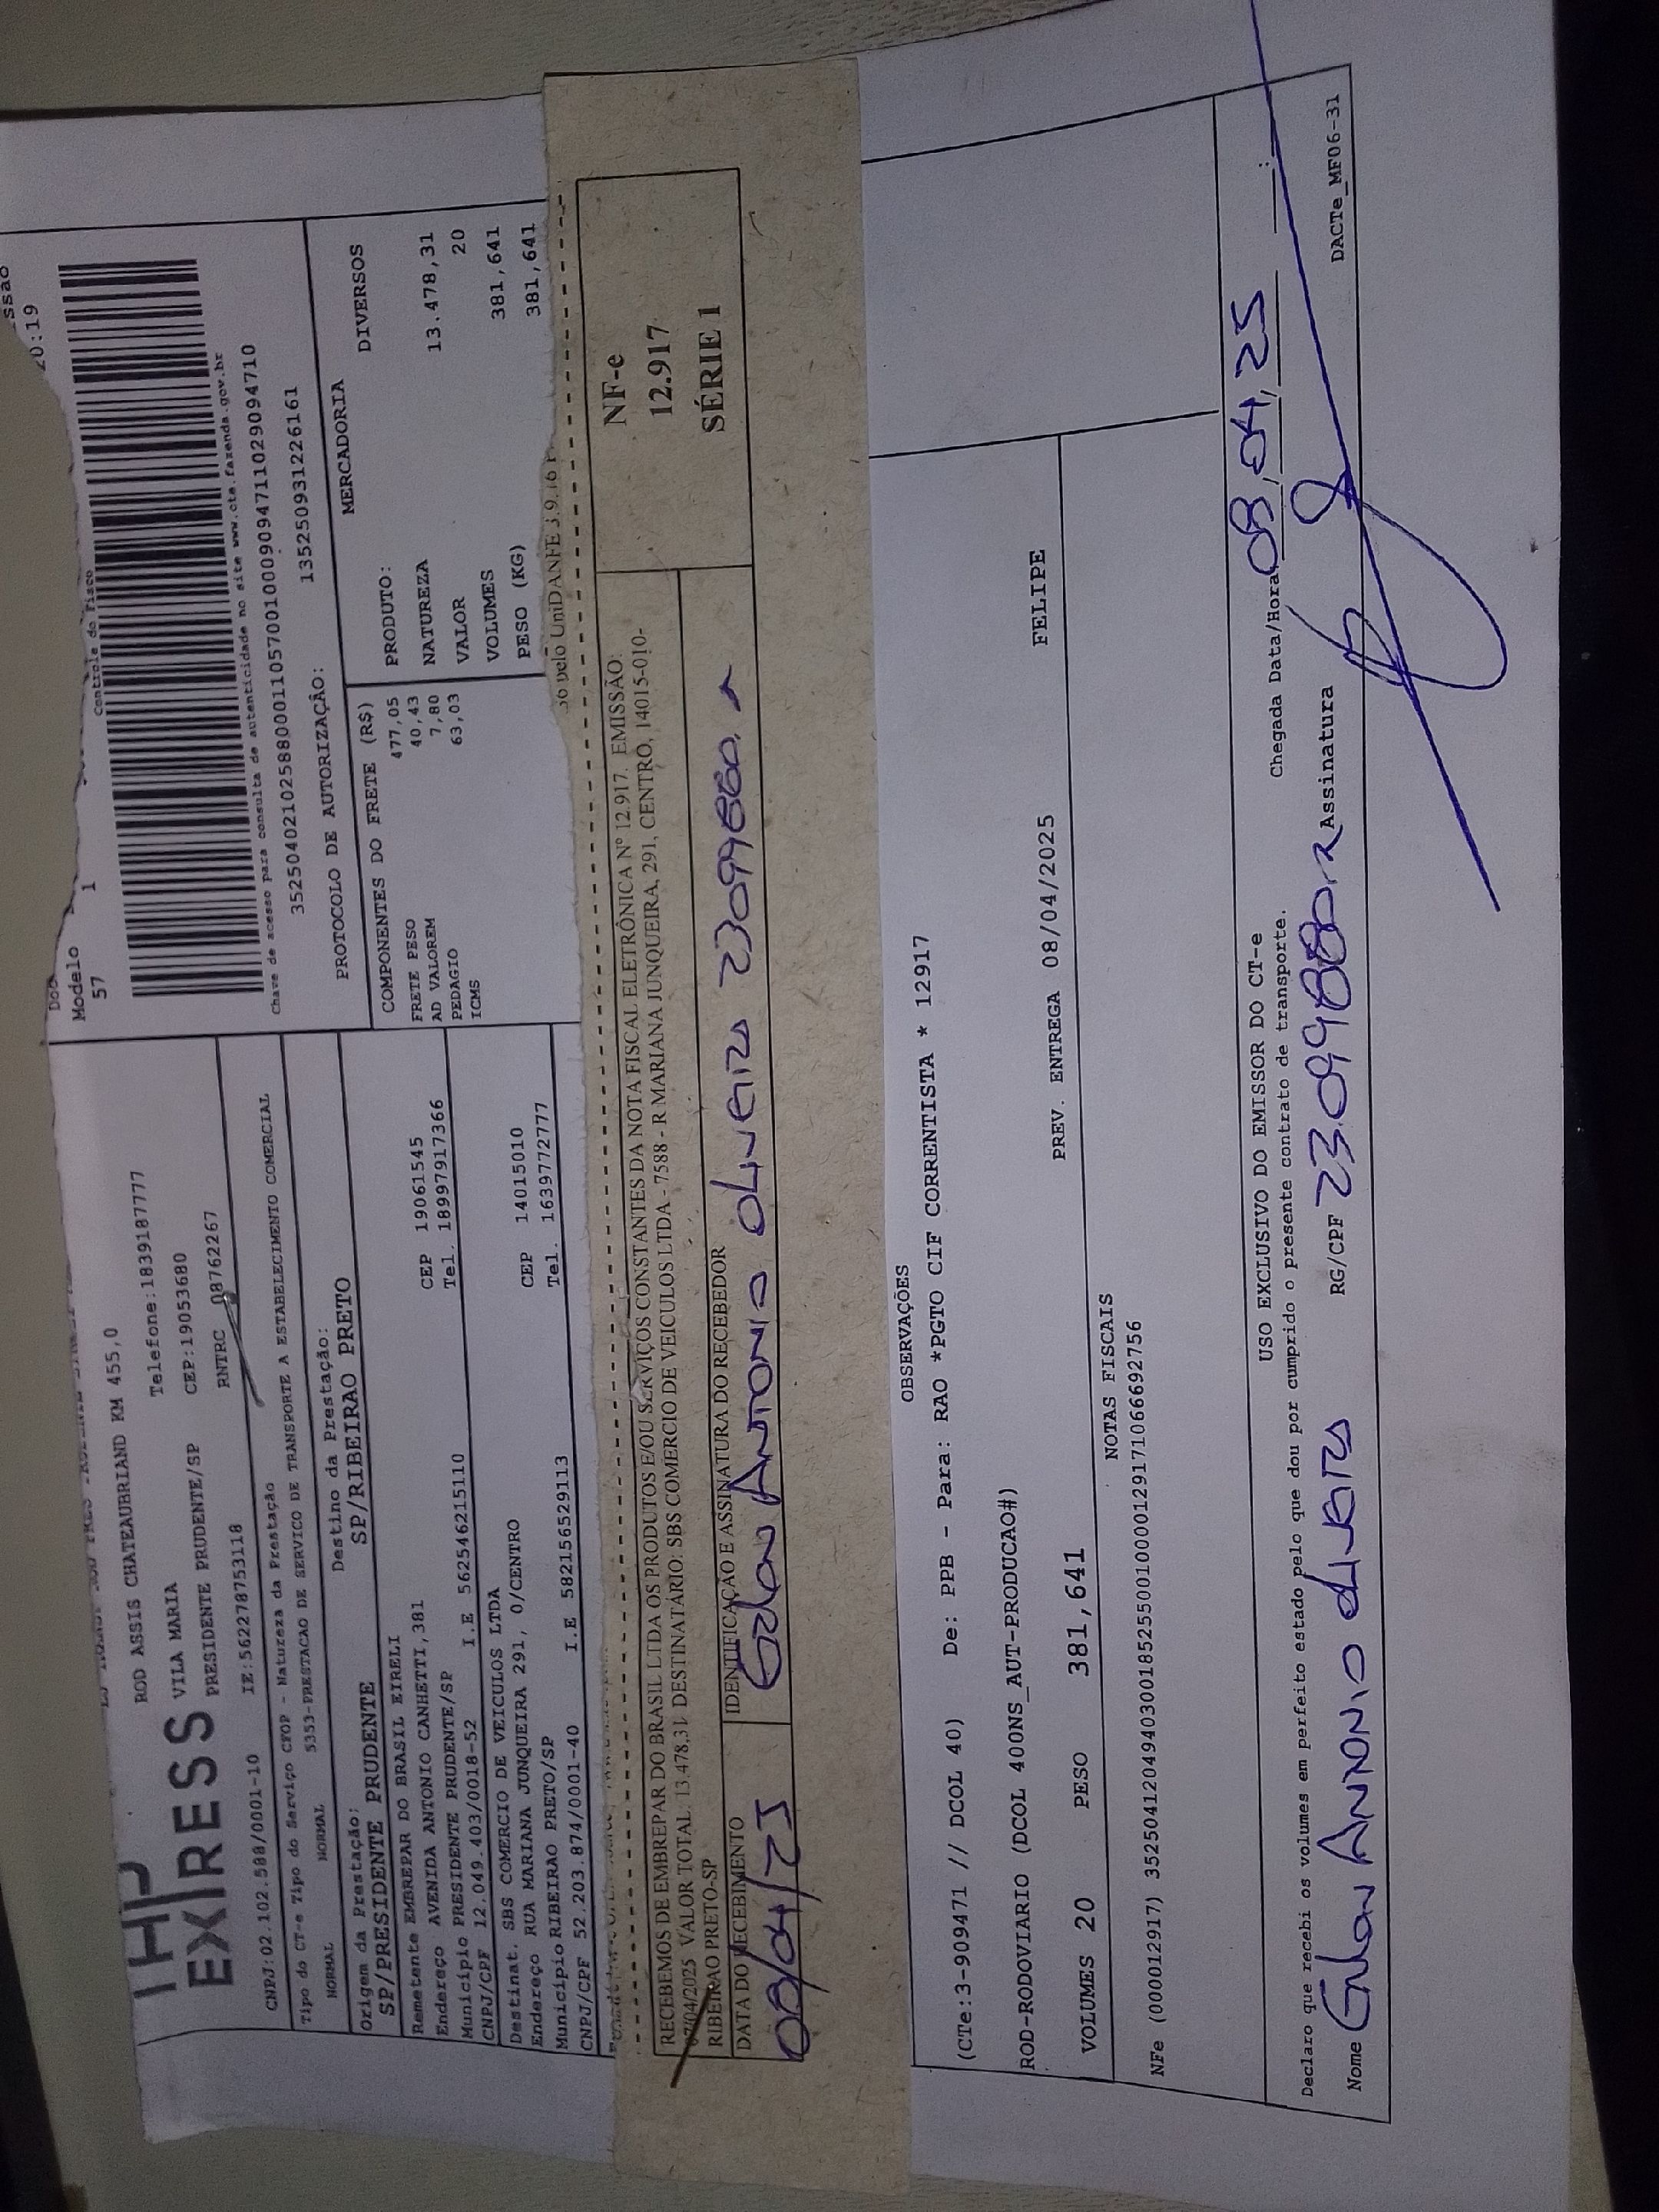 20:19
EXPRESS
ROD ASSIS CHATEAUBRIAND KM 455,0
Telefone:1839187777
VILA MARIA
CEP:19053680
PRESIDENTE PRUDENTE/SP
RNTRC 08762267
CNPJ:02.102.588/0001-10 IE:562278753118
Tipo do CT-e Tipo do Serviço CFOP - Natureza da Prestação
NORMAL NORMAL 5353-PRESTACAO DE SERVICO DE TRANSPORTE A ESTABELECIMENTO COMERCIAL
Origem da Prestação: Destino da Prestação:
SP/PRESIDENTE PRUDENTE SP/RIBEIRAO PRETO
Remetente EMBREPAR DO BRASIL EIRELI
Endereço AVENIDA ANTONIO CANHETTI,381 CEP 19061545
Município PRESIDENTE PRUDENTE/SP Tel. 18997917366
CNPJ/CPF 12.049.403/0018-52 I.E 562546215110
Destinat. SBS COMERCIO DE VEICULOS LTDA
Endereço RUA MARIANA JUNQUEIRA 291, 0/CENTRO CEP 14015010
Município RIBEIRAO PRETO/SP Tel. 1639772777
CNPJ/CPF 52.203.874/0001-40 I.E 582156529113
Modelo 1
57
Controle do Fisco
Chave de acesso para consulta de autenticidade no site www.cte.fazenda.gov.br
35250402102588000110570010009094711029094710
PROTOCOLO DE AUTORIZAÇÃO: 135250931226161
COMPONENTES DO FRETE (R$)
FRETE PESO 477,05
AD VALOREM 40,43
PEDAGIO 7,80
ICMS 63,03
MERCADORIA
PRODUTO: DIVERSOS
NATUREZA
VALOR 13.478,31
VOLUMES 20
PESO (KG) 381,641
381,641
pelo UniDANFE 3.9.16
RECEBEMOS DE EMBREPAR DO BRASIL LTDA OS PRODUTOS E/OU SERVIÇOS CONSTANTES DA NOTA FISCAL ELETRÔNICA Nº 12.917. EMISSÃO:
07/04/2025 VALOR TOTAL: 13.478,31 DESTINATÁRIO: SBS COMERCIO DE VEICULOS LTDA - 7588 - R MARIANA JUNQUEIRA, 291, CENTRO, 14015-010-
RIBEIRAO PRETO-SP
DATA DO RECEBIMENTO IDENTIFICAÇÃO E ASSINATURA DO RECEBEDOR
08/04/25 Antonio Oliveira
NF-e
12.917
SÉRIE 1
OBSERVAÇÕES
(CTe:3-909471 // DCOL 40) De: PPB - Para: RAO *PGTO CIF CORRENTISTA * 12917
ROD-RODOVIARIO (DCOL 400NS_AUT-PRODUCAO#)
PREV. ENTREGA 08/04/2025 FELIPE
VOLUMES 20 PESO 381,641
NOTAS FISCAIS
NFe (000012917) 35250412049403001852550010000129171066692756
USO EXCLUSIVO DO EMISSOR DO CT-e
Declaro que recebi os volumes em perfeito estado pelo que dou por cumprido o presente contrato de transporte.
Chegada Data/Hora 08,04,25 :
Nome Antonio Oliveira RG/CPF Assinatura
DACTe_MF06-31